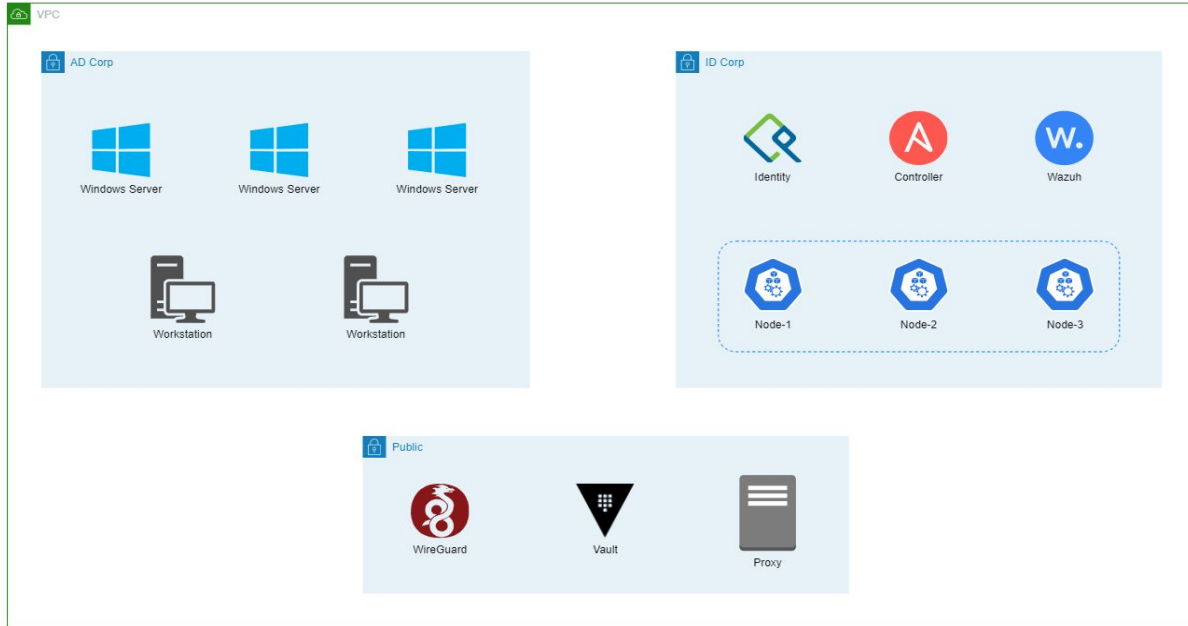 VPC
AD Corp
Windows Server
Windows Server
Windows Server
Workstation
Workstation
ID Corp
Identity
Controller
W.
Wazuh
Node-1
Node-2
Node-3
Public
WireGuard
Vault
Proxy